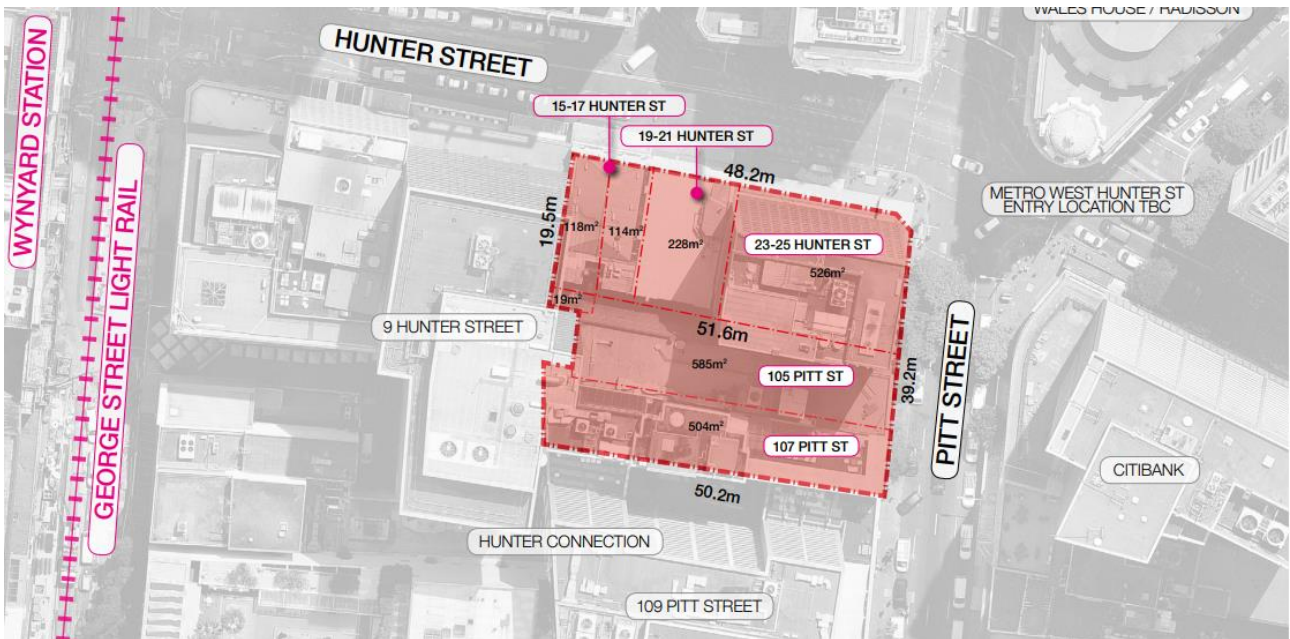 WALES HOUSE / RADISSON
HUNTER STREET
WYNYARD STATION
GEORGE STREET LIGHT RAIL
15-17 HUNTER ST
19-21 HUNTER ST
48.2m
METRO WEST HUNTER ST
ENTRY LOCATION TBC
19.5m
118m²
114m²
228m²
23-25 HUNTER ST
526m²
19m²
9 HUNTER STREET
51.6m
585m²
105 PITT ST
39.2m
PITT STREET
504m²
107 PITT ST
CITIBANK
50.2m
HUNTER CONNECTION
109 PITT STREET